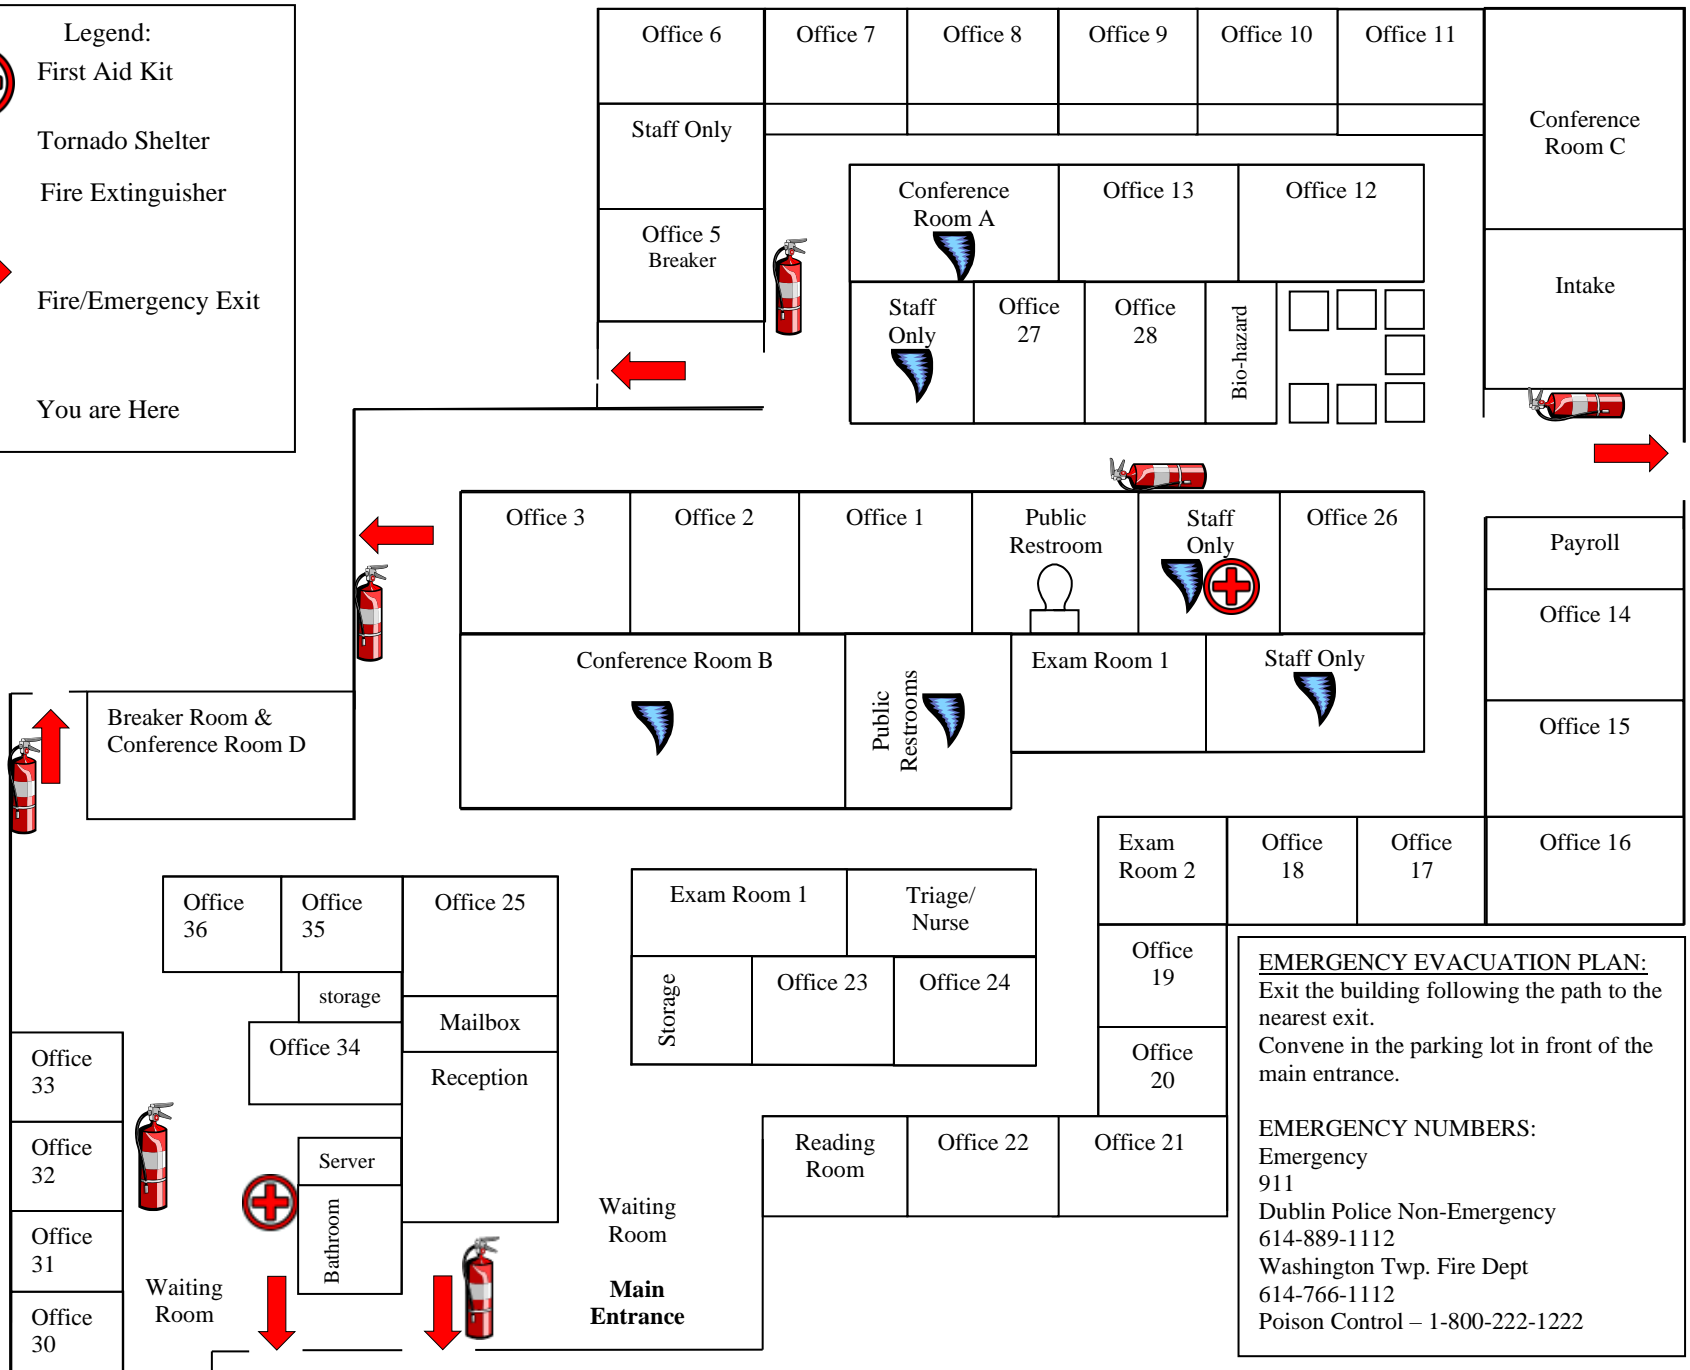 Legend:
First Aid Kit
Tornado Shelter
Fire Extinguisher
Fire/Emergency Exit
You are Here
Office 6
Office 7
Office 8
Office 9
Office 10
Office 11
Staff Only
Conference
Room C
Conference
Room A
Office 13
Office 12
Office 5
Breaker
Intake
Staff
Only
Office
27
Office
28
Bio-hazard
Office 3
Office 2
Office 1
Public
Restroom
Staff
Only
Office 26
Payroll
Office 14
Conference Room B
Public
Restrooms
Exam Room 1
Staff Only
Office 15
Breaker Room &
Conference Room D
Exam
Room 2
Office
18
Office
17
Office 16
Office
36
Office
35
Office 25
Exam Room 1
Triage/
Nurse
storage
Mailbox
Storage
Office 23
Office 24
Office
19
Office 34
Reception
Office
20
Office
33
Office
32
Server
Bathroom
Reading
Room
Office 22
Office 21
Office
31
Waiting
Room
Waiting
Room
Main
Entrance
Office
30
EMERGENCY EVACUATION PLAN:
Exit the building following the path to the
nearest exit.
Convene in the parking lot in front of the
main entrance.
EMERGENCY NUMBERS:
Emergency
911
Dublin Police Non-Emergency
614-889-1112
Washington Twp. Fire Dept
614-766-1112
Poison Control – 1-800-222-1222